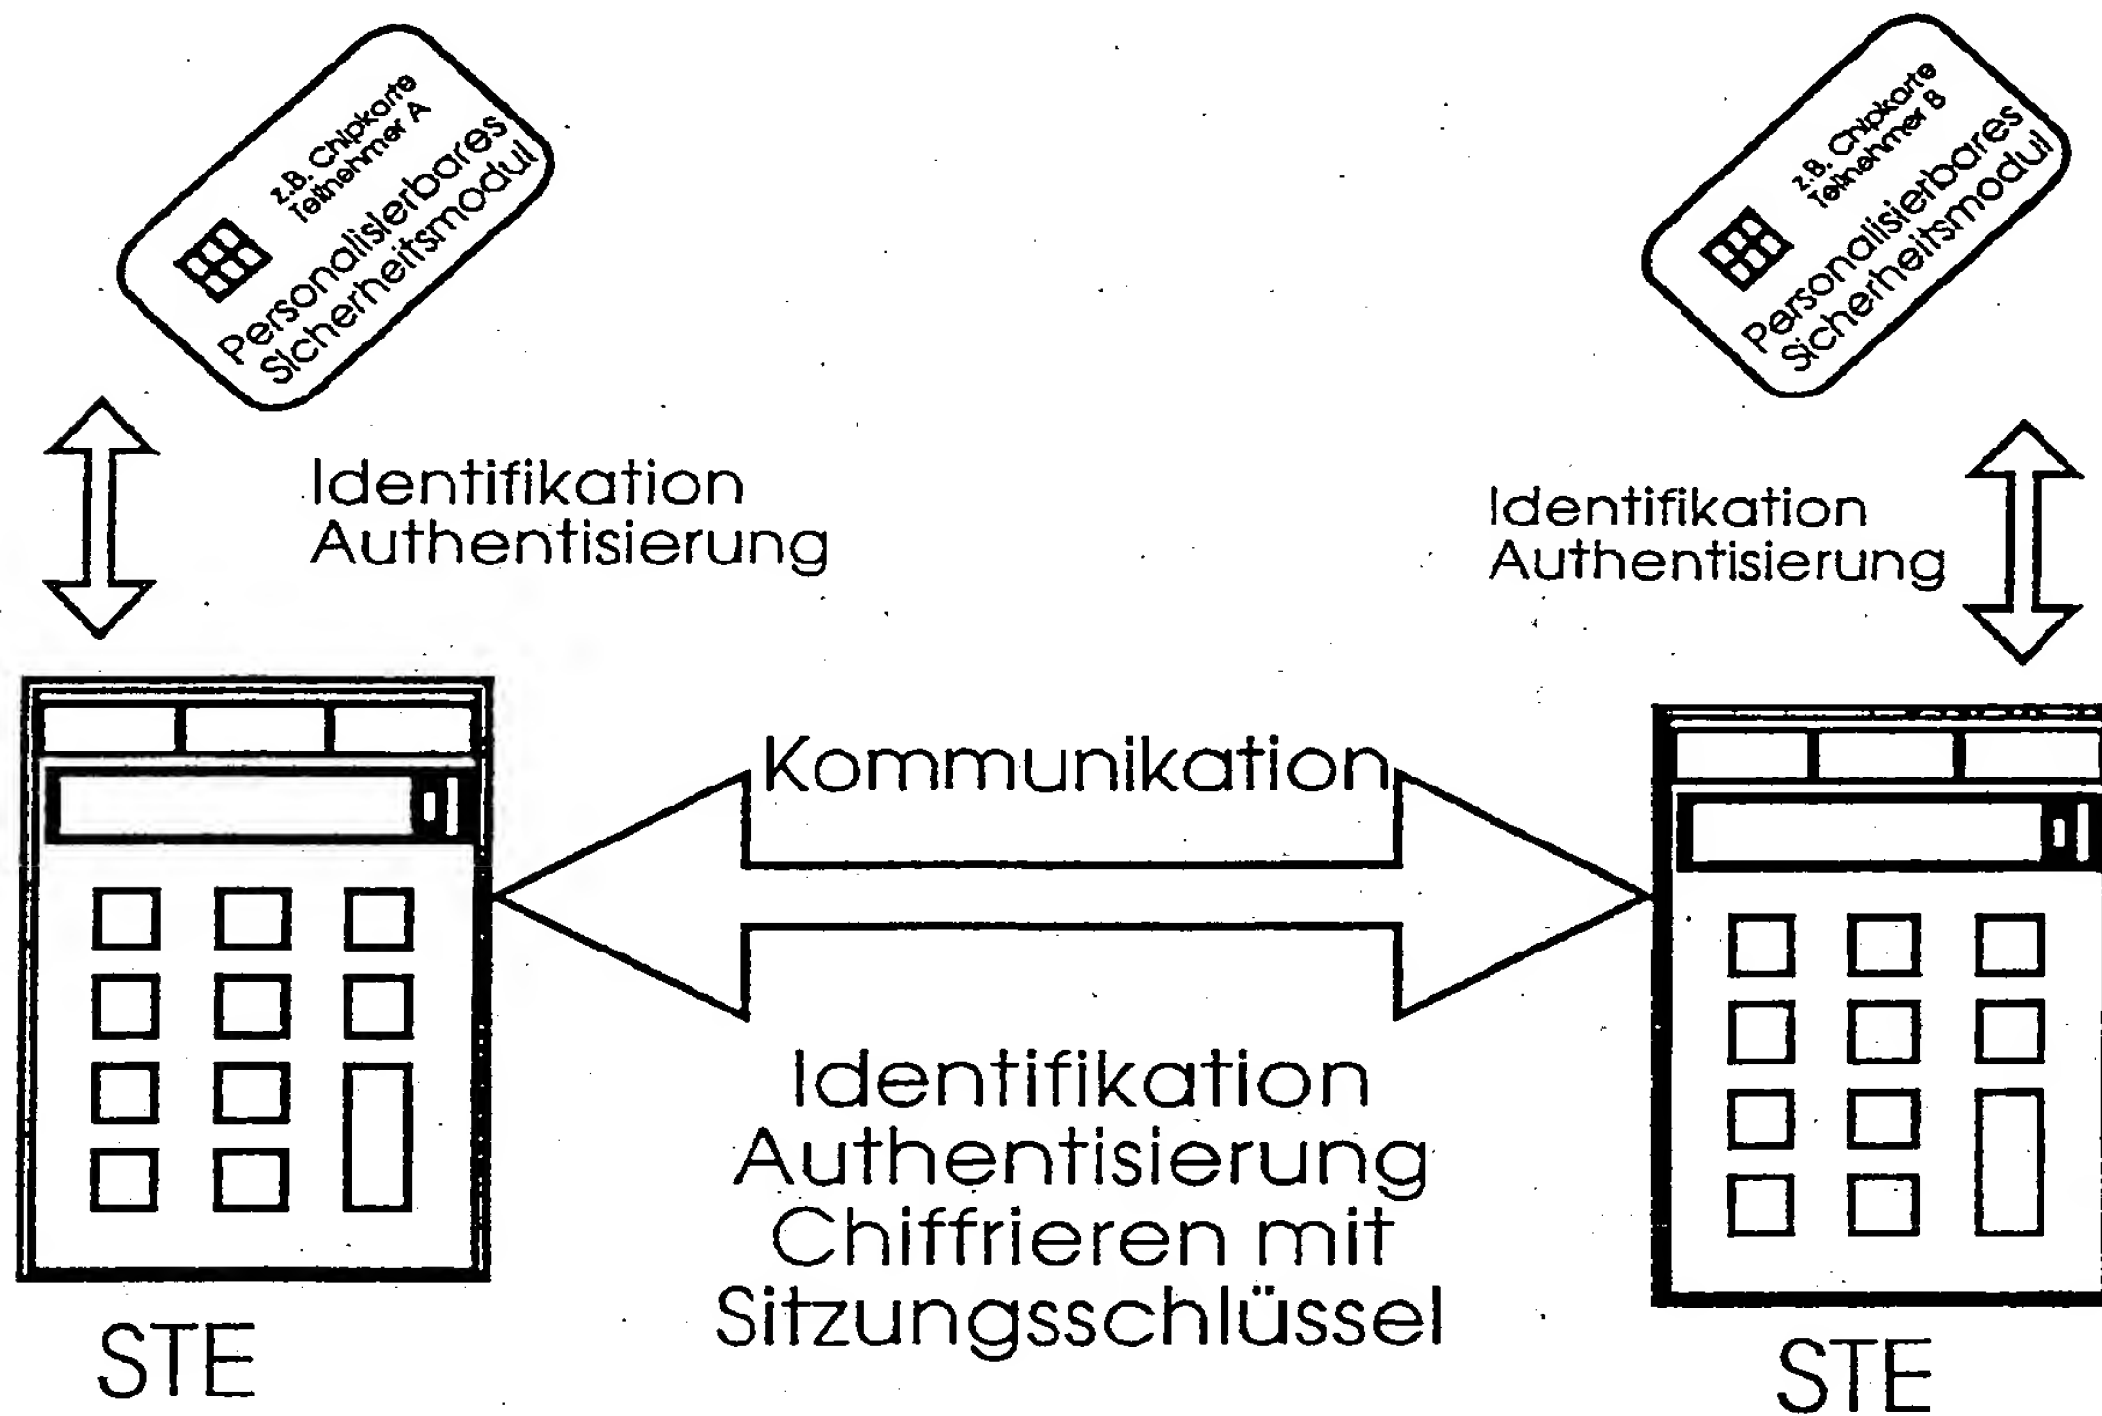 z.B. Chipkarte
Teilnehmer A
Personalisierbares
Sicherheitsmodul
z.B. Chipkarte
Teilnehmer B
Personalisierbares
Sicherheitsmodul
Identifikation
Authentisierung
Identifikation
Authentisierung
Kommunikation
Identifikation
Authentisierung
Chiffrieren mit
Sitzungsschlüssel
STE
STE